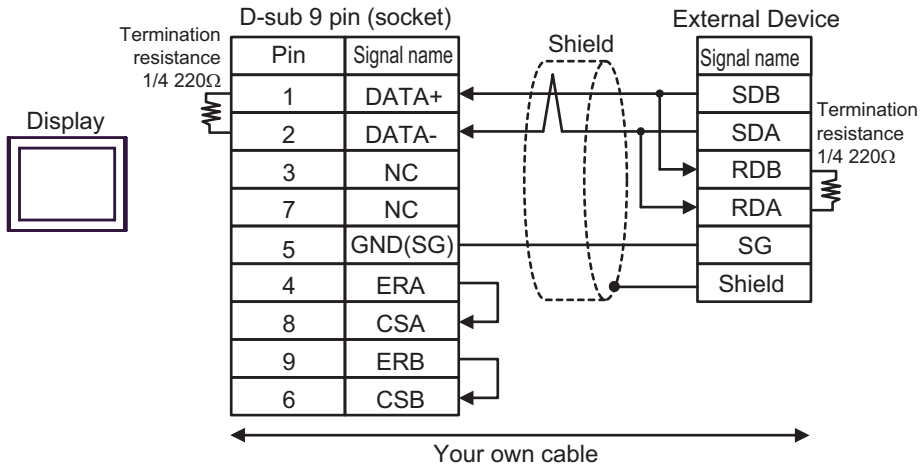 D-sub 9 pin (socket)
External Device
Termination
resistance
1/4 220Ω
Shield
Pin Signal name
Signal name
1 DATA+
SDB
2 DATA-
SDA
3 NC
RDB
7 NC
RDA
5 GND(SG)
SG
4 ERA
Shield
8 CSA
9 ERB
6 CSB
Termination
resistance
1/4 220Ω
Display
Your own cable